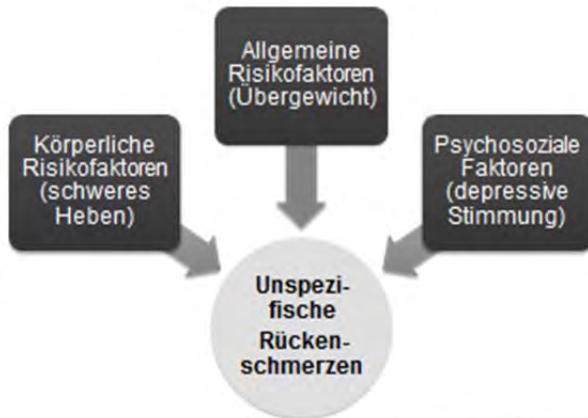 Allgemeine
Risikofaktoren
(Übergewicht)
Körperliche
Risikofaktoren
(schweres
Heben)
Psychosoziale
Faktoren
(depressive
Stimmung)
Unspezi-
fische
Rücken-
schmerzen